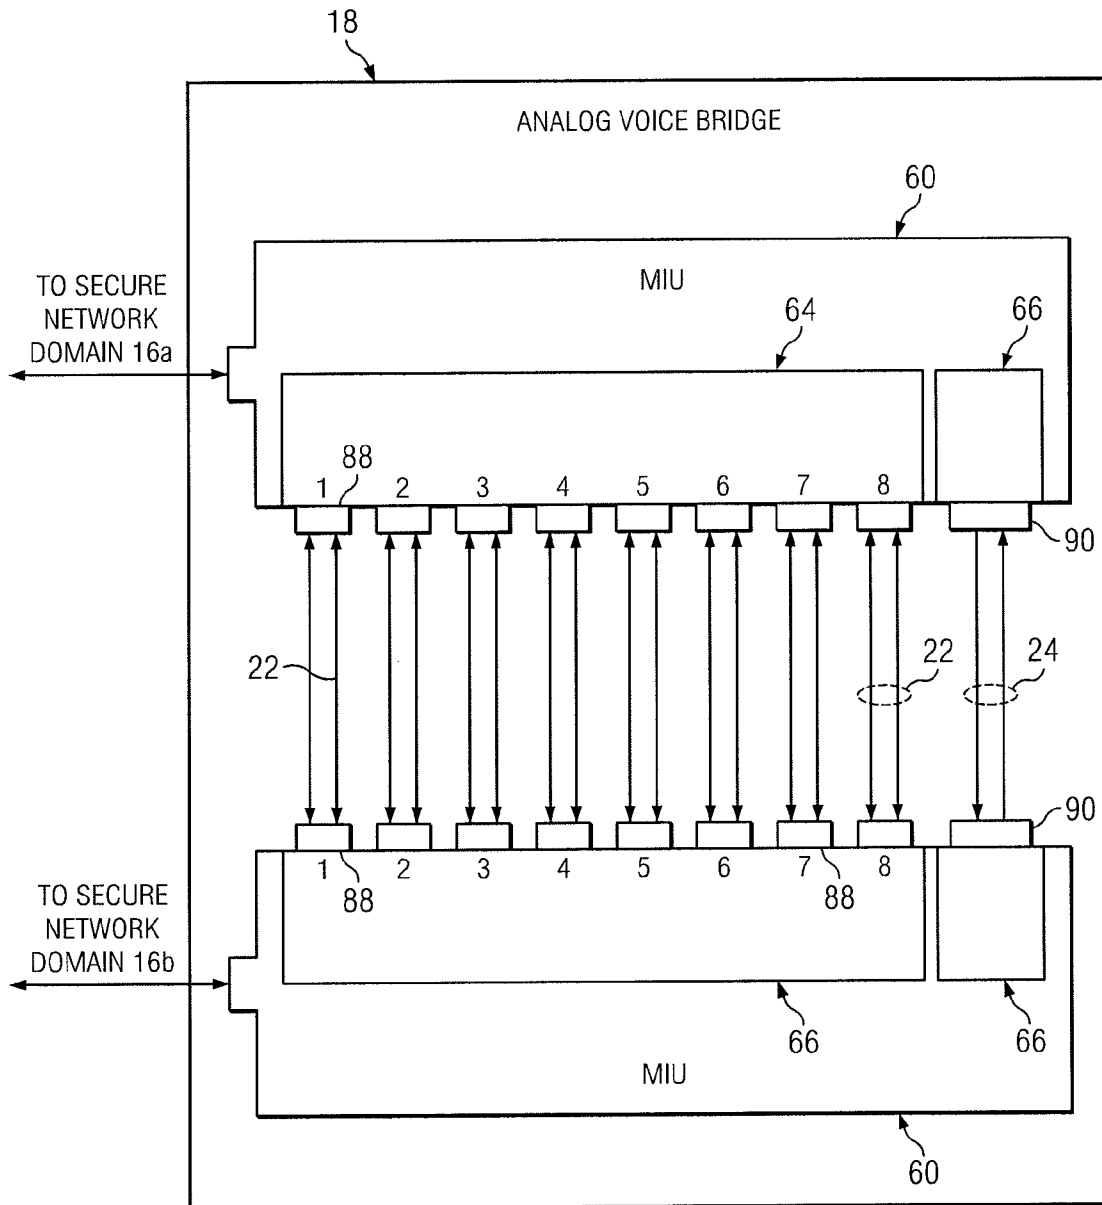 18
ANALOG VOICE BRIDGE
60
MIU
TO SECURE
NETWORK
DOMAIN 16a
64
66
88
1 2 3 4 5 6 7 8
90
22
22
24
90
1 2 3 4 5 6 7 8
88
88
TO SECURE
NETWORK
DOMAIN 16b
66
66
MIU
60